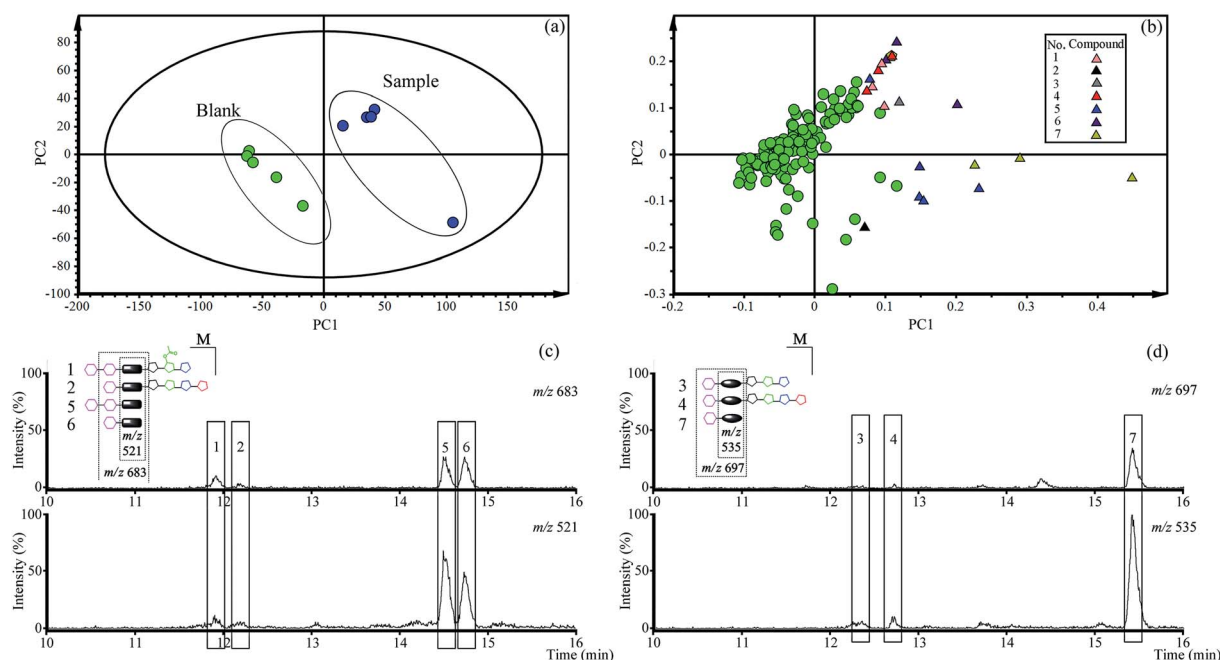 (a)
80
60
40
20
0
-20
-40
-60
-80
-100
PC2
Blank
Sample
-200 -150 -100 -50 0 50 100 150
PC1
(b)
0.2
0.1
0
-0.1
-0.2
-0.3
PC2
No. Compound
1
2
3
4
5
6
7
-0.2 -0.1 0 0.1 0.2 0.3 0.4
PC1
(c)
M
1
2
5
6
m/z
521
m/z 683
m/z 683
100
50
0
Intensity (%)
1 2 5 6
10 11 12 13 14 15 16
m/z 521
100
50
0
Intensity (%)
10 11 12 13 14 15 16
Time (min)
(d)
M
3
4
7
m/z
535
m/z 697
m/z 697
100
50
0
Intensity (%)
3 4 7
10 11 12 13 14 15 16
m/z 535
100
50
0
Intensity (%)
10 11 12 13 14 15 16
Time (min)